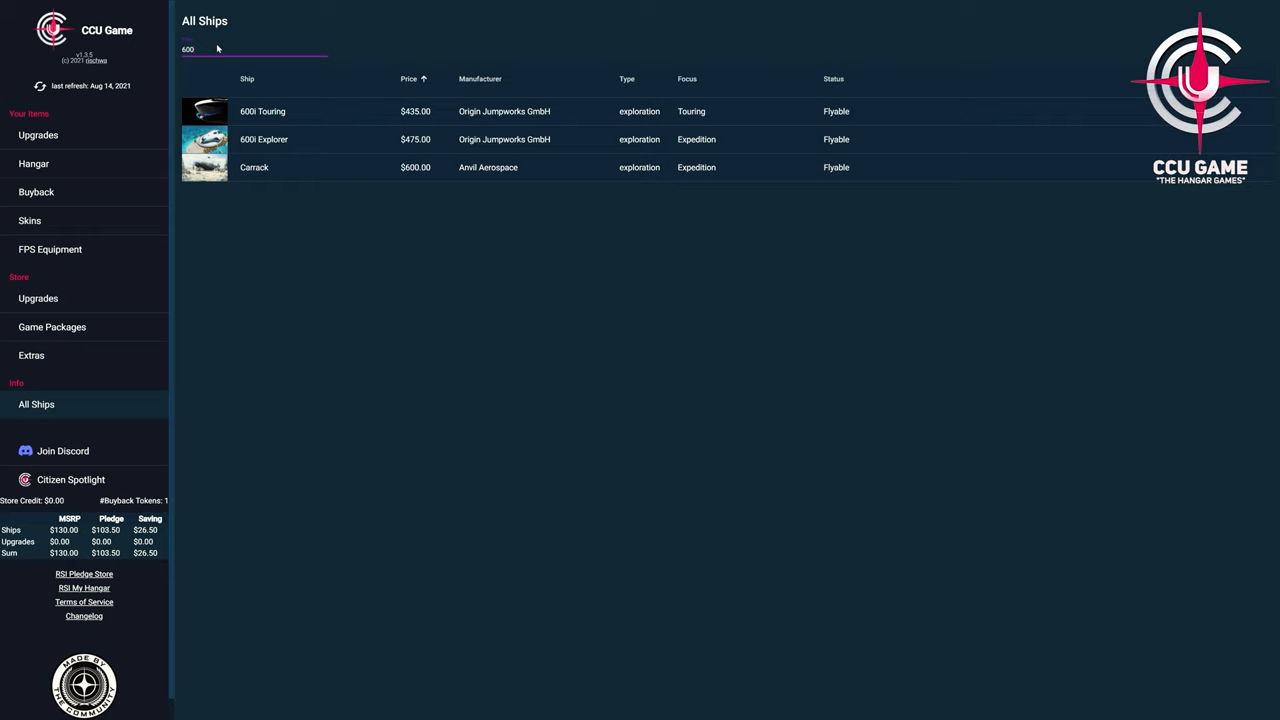 CCU Game
v1.3.5
(c) 2021 rischwa
last refresh: Aug 14, 2021
Your Items
Upgrades
Hangar
Buyback
Skins
FPS Equipment
Store
Upgrades
Game Packages
Extras
Info
All Ships
Join Discord
Citizen Spotlight
Store Credit: $0.00 #Buyback Tokens: 1
MSRP Pledge Saving
Ships $130.00 $103.50 $26.50
Upgrades $0.00 $0.00 $0.00
Sum $130.00 $103.50 $26.50
RSI Pledge Store
RSI My Hangar
Terms of Service
Changelog
MADE BY THE COMMUNITY
All Ships
600
Ship Price Manufacturer Type Focus Status
600i Touring $435.00 Origin Jumpworks GmbH exploration Touring Flyable
600i Explorer $475.00 Origin Jumpworks GmbH exploration Expedition Flyable
Carrack $600.00 Anvil Aerospace exploration Expedition Flyable
CCU GAME
"THE HANGAR GAMES"